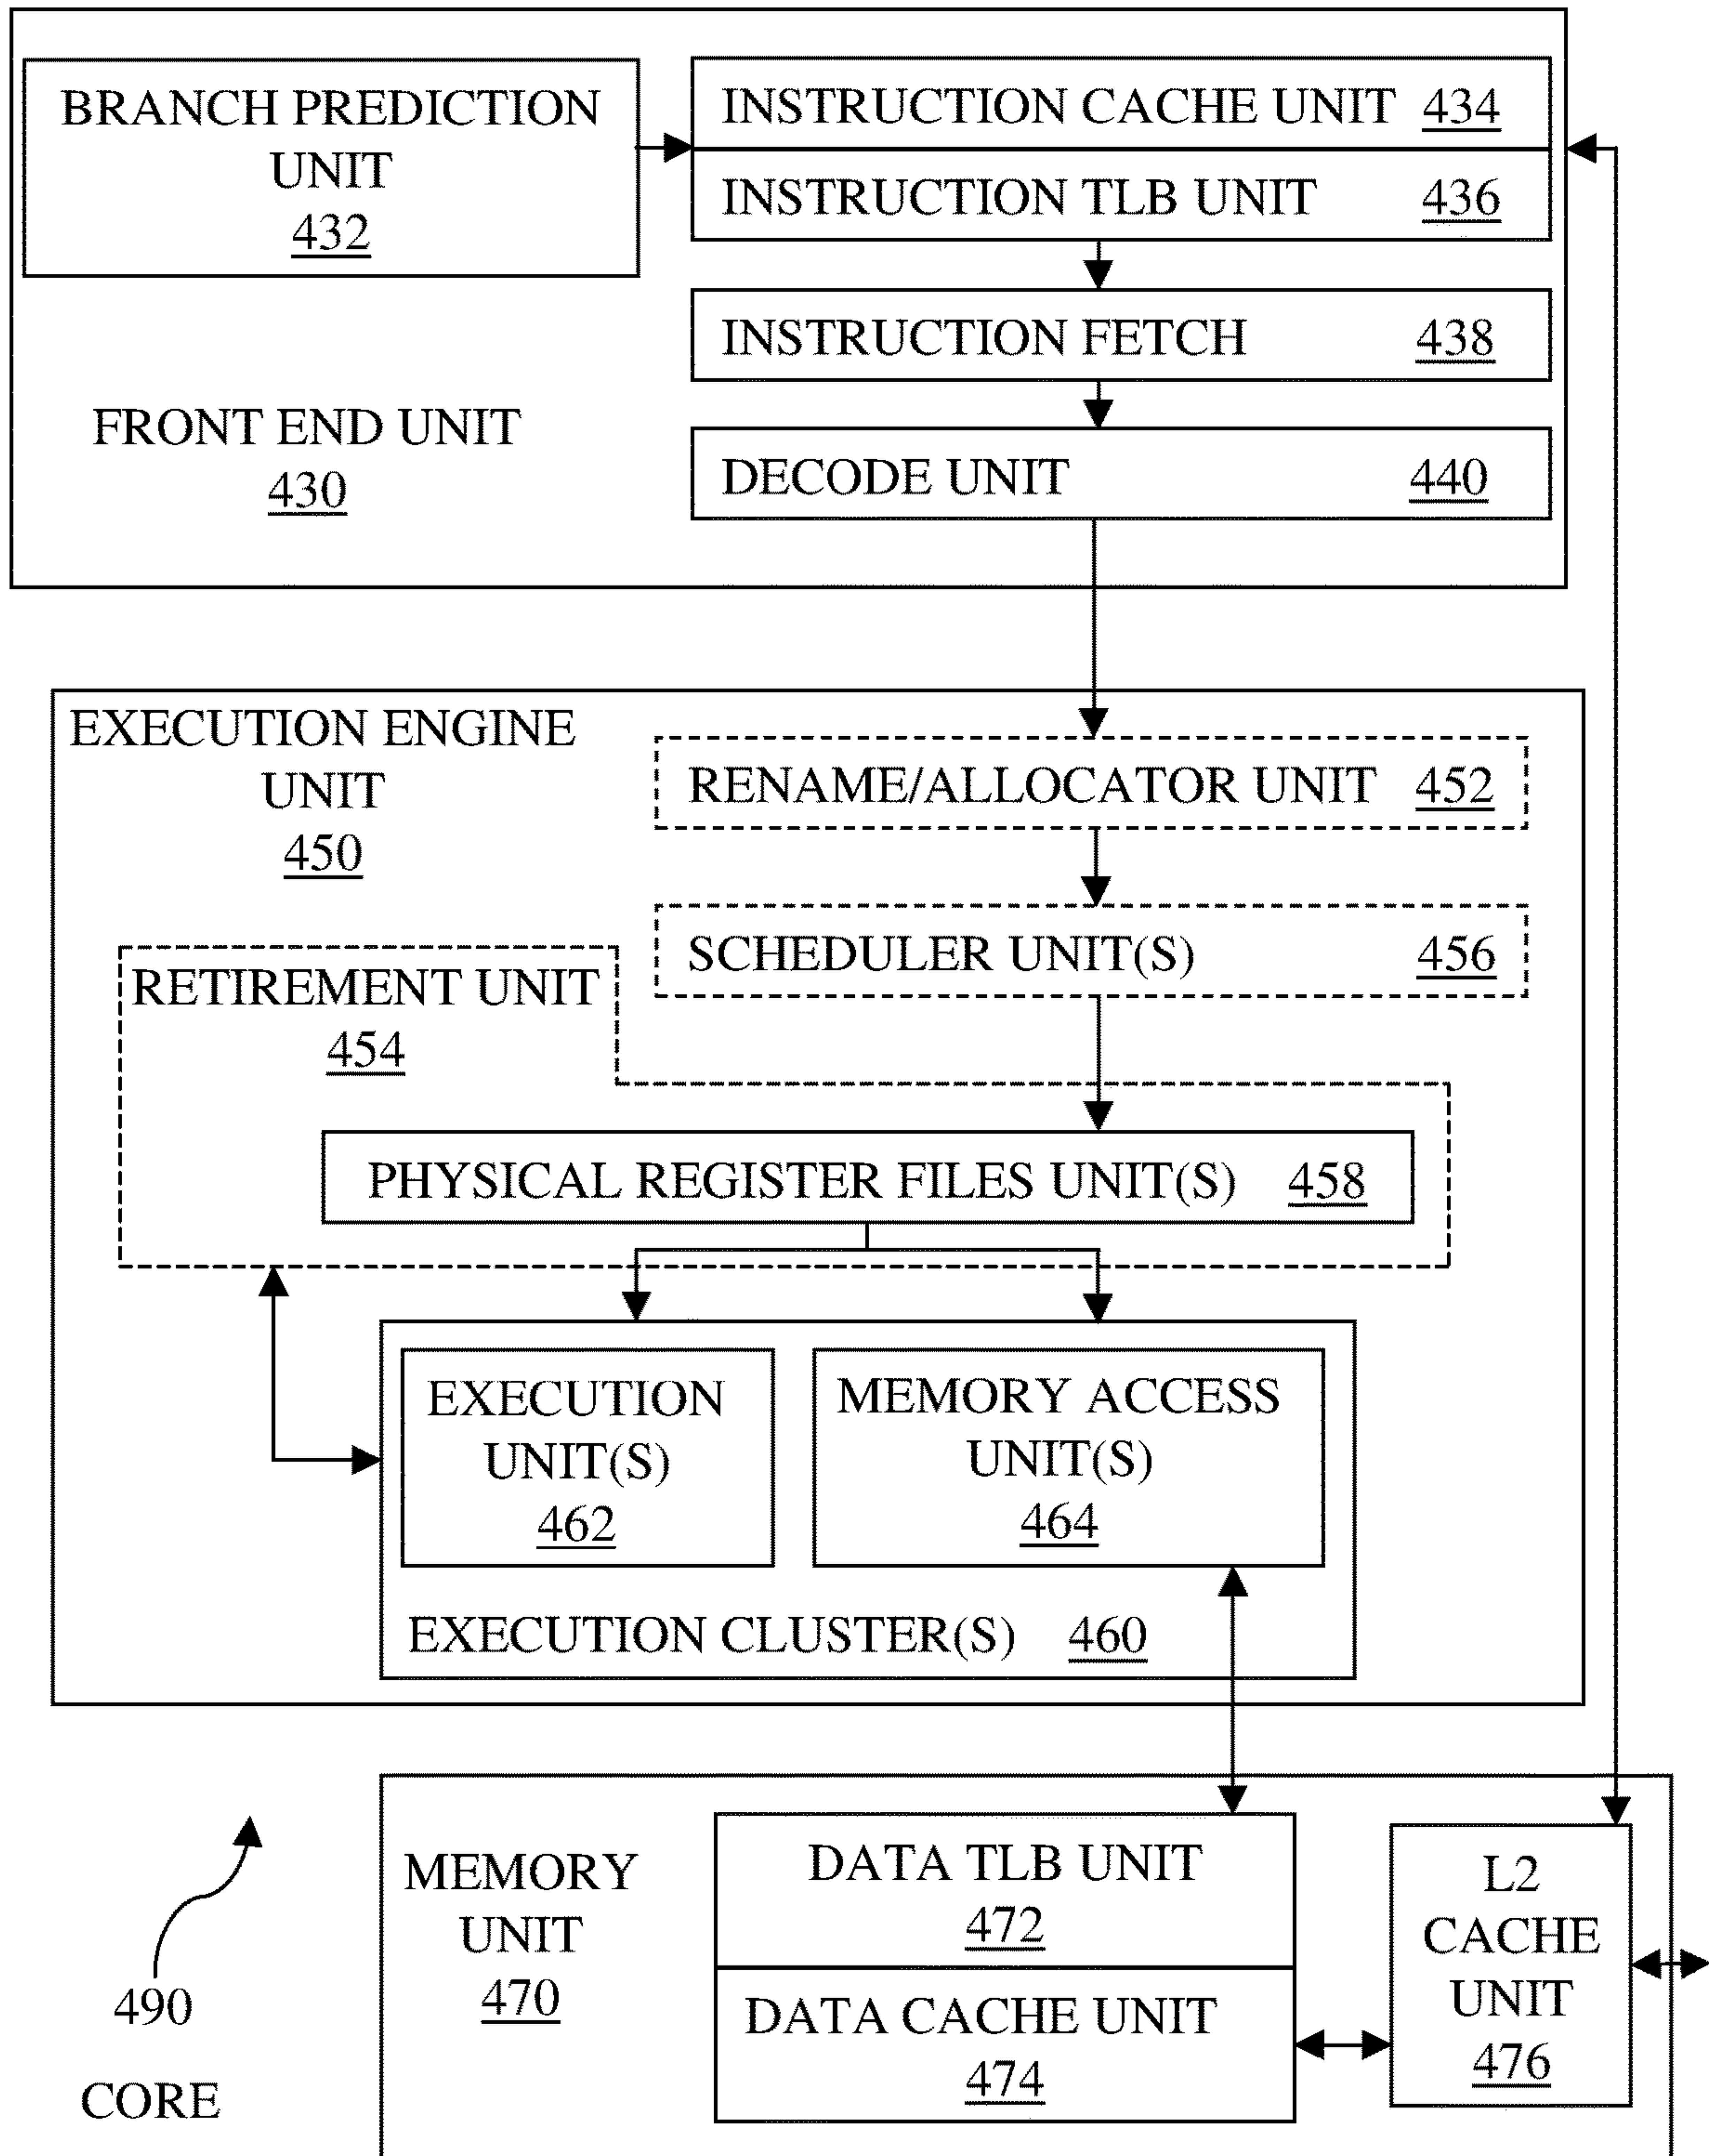 BRANCH PREDICTION
UNIT
432
INSTRUCTION CACHE UNIT 434
INSTRUCTION TLB UNIT 436
INSTRUCTION FETCH 438
FRONT END UNIT
430
DECODE UNIT 440
EXECUTION ENGINE
UNIT
450
RENAME/ALLOCATOR UNIT 452
SCHEDULER UNIT(S) 456
RETIREMENT UNIT
454
PHYSICAL REGISTER FILES UNIT(S) 458
EXECUTION
UNIT(S)
462
MEMORY ACCESS
UNIT(S)
464
EXECUTION CLUSTER(S) 460
MEMORY
UNIT
470
DATA TLB UNIT
472
DATA CACHE UNIT
474
L2
CACHE
UNIT
476
490
CORE